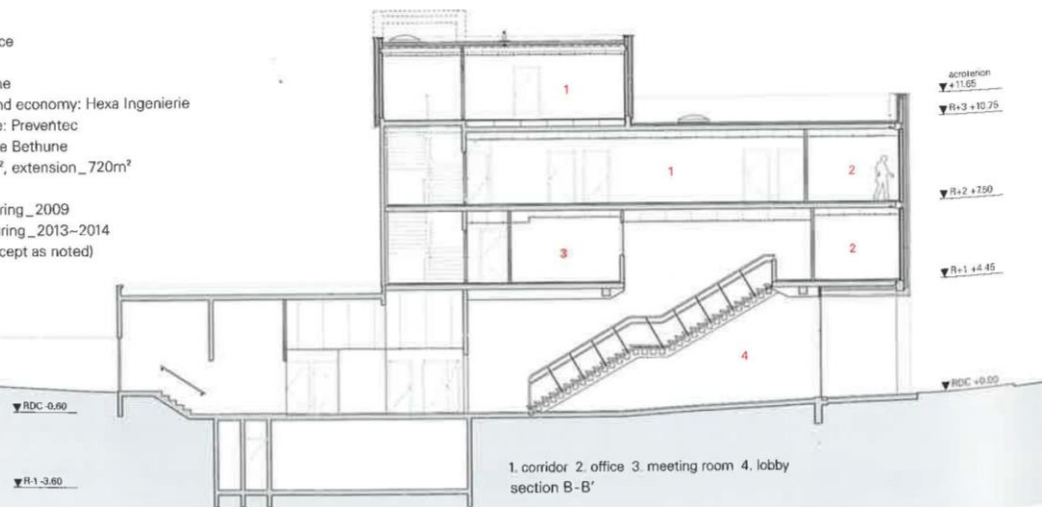 ce
ne
nd economy: Hexa Ingenierie
e: Preventec
e Bethune
², extension_720m²
ring_2009
ring_2013~2014
cept as noted)
1
1
2
3
2
4
acroterion
▼+11.65
▼R+3 +10.75
▼R+2 +7.50
▼R+1 +4.45
▼RDC +0.00
▼RDC -0.60
▼R-1 -3.60
1. corridor 2. office 3. meeting room 4. lobby
section B-B'